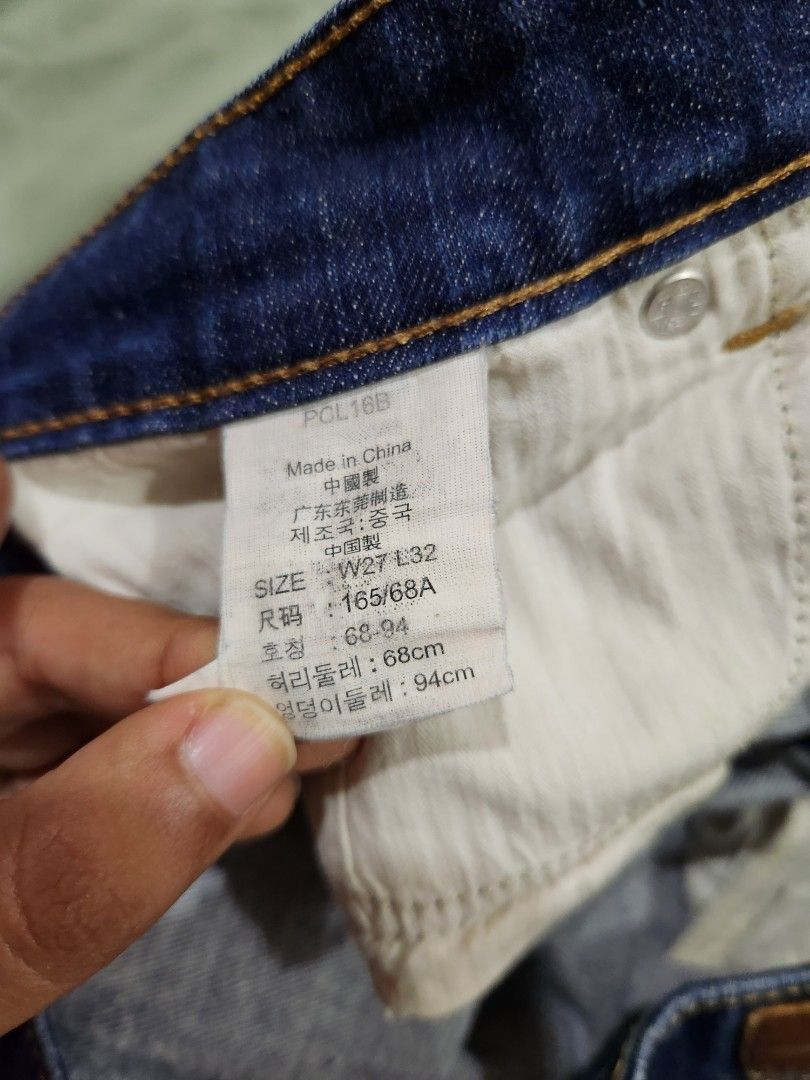 PCL16B
Made in China
中國製
广东东莞制造
제조국:중국
中国製
SIZE : W27 L32
尺码 : 165/68A
호칭 : 68-94
허리둘레 : 68cm
엉덩이둘레 : 94cm